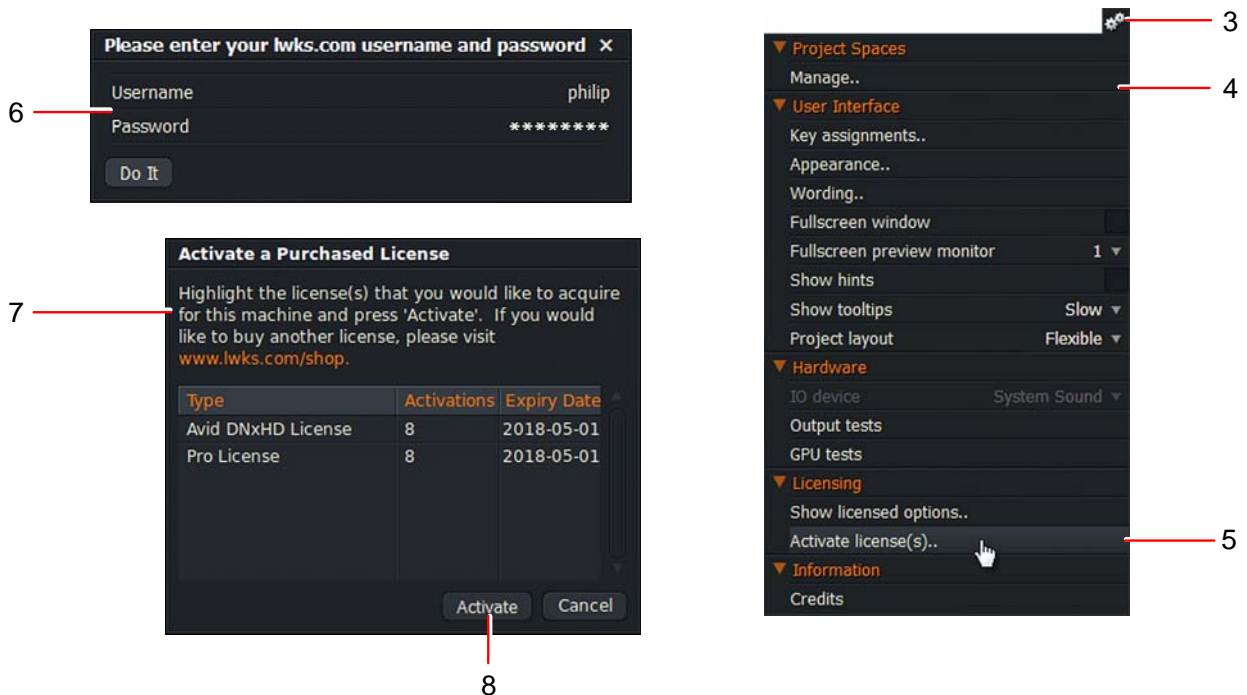 6
Please enter your lwks.com username and password ×
Username philip
Password ********
Do It
7
Activate a Purchased License
Highlight the license(s) that you would like to acquire
for this machine and press 'Activate'. If you would
like to buy another license, please visit
www.lwks.com/shop.
Type Activations Expiry Date
Avid DNxHD License 8 2018-05-01
Pro License 8 2018-05-01
Activate Cancel
8
3
Project Spaces
Manage..
4
User Interface
Key assignments..
Appearance..
Wording..
Fullscreen window
Fullscreen preview monitor 1
Show hints
Show tooltips Slow
Project layout Flexible
Hardware
IO device System Sound
Output tests
GPU tests
Licensing
Show licensed options..
Activate license(s)..
5
Information
Credits